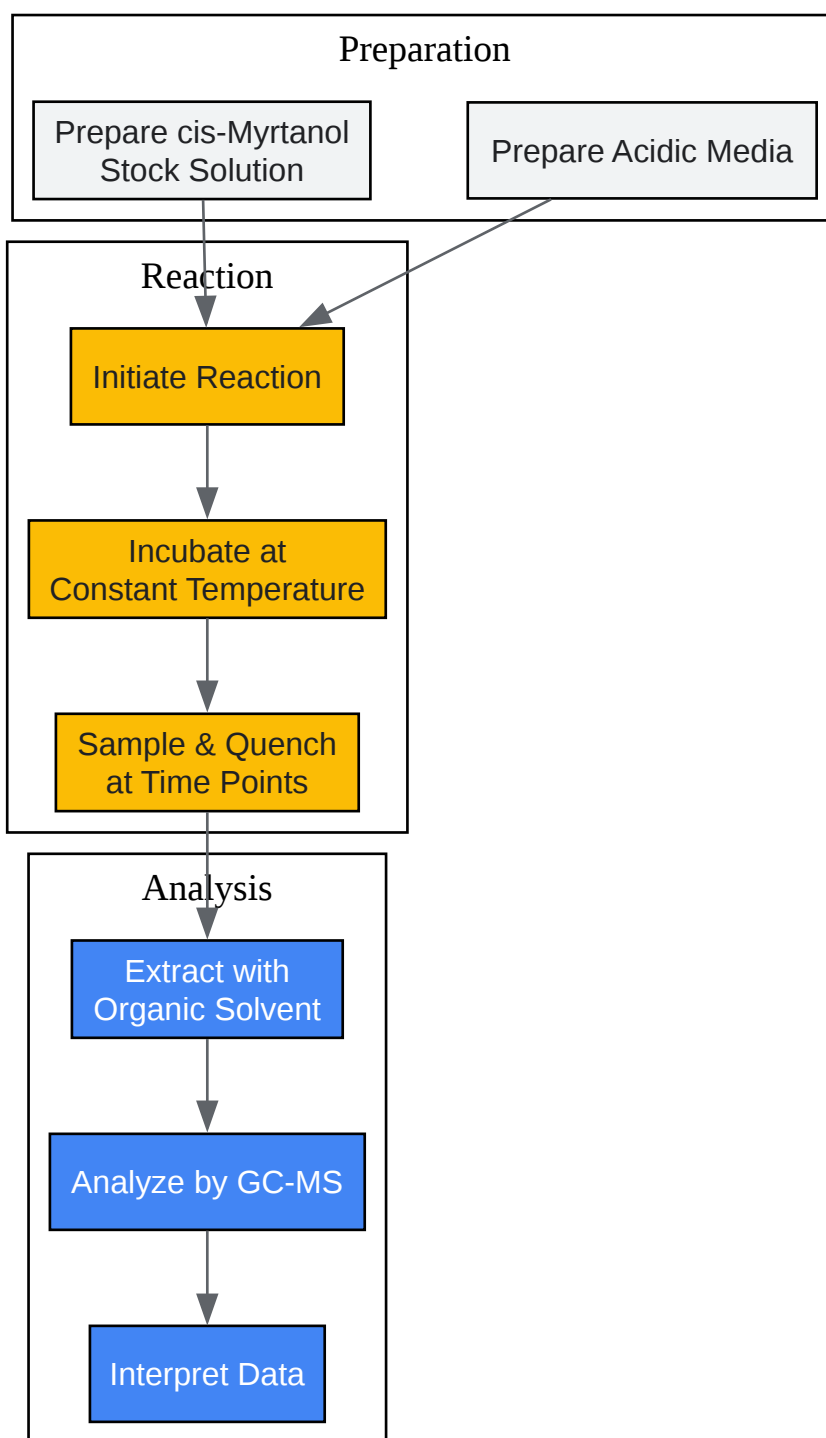 Preparation
Prepare cis-Myrtanol
Stock Solution
Prepare Acidic Media
Reaction
Initiate Reaction
Incubate at
Constant Temperature
Sample & Quench
at Time Points
Analysis
Extract with
Organic Solvent
Analyze by GC-MS
Interpret Data